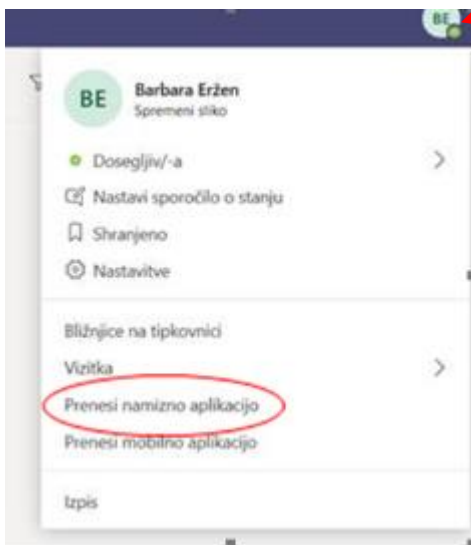 BE
BE
Barbara Eržen
Spremeni sliko
Dosegljiv/-a
Nastavi sporočilo o stanju
Shranjeno
Nastavitve
Bližnjice na tipkovnici
Vizitka
Prenesi namizno aplikacijo
Prenesi mobilno aplikacijo
Izpis